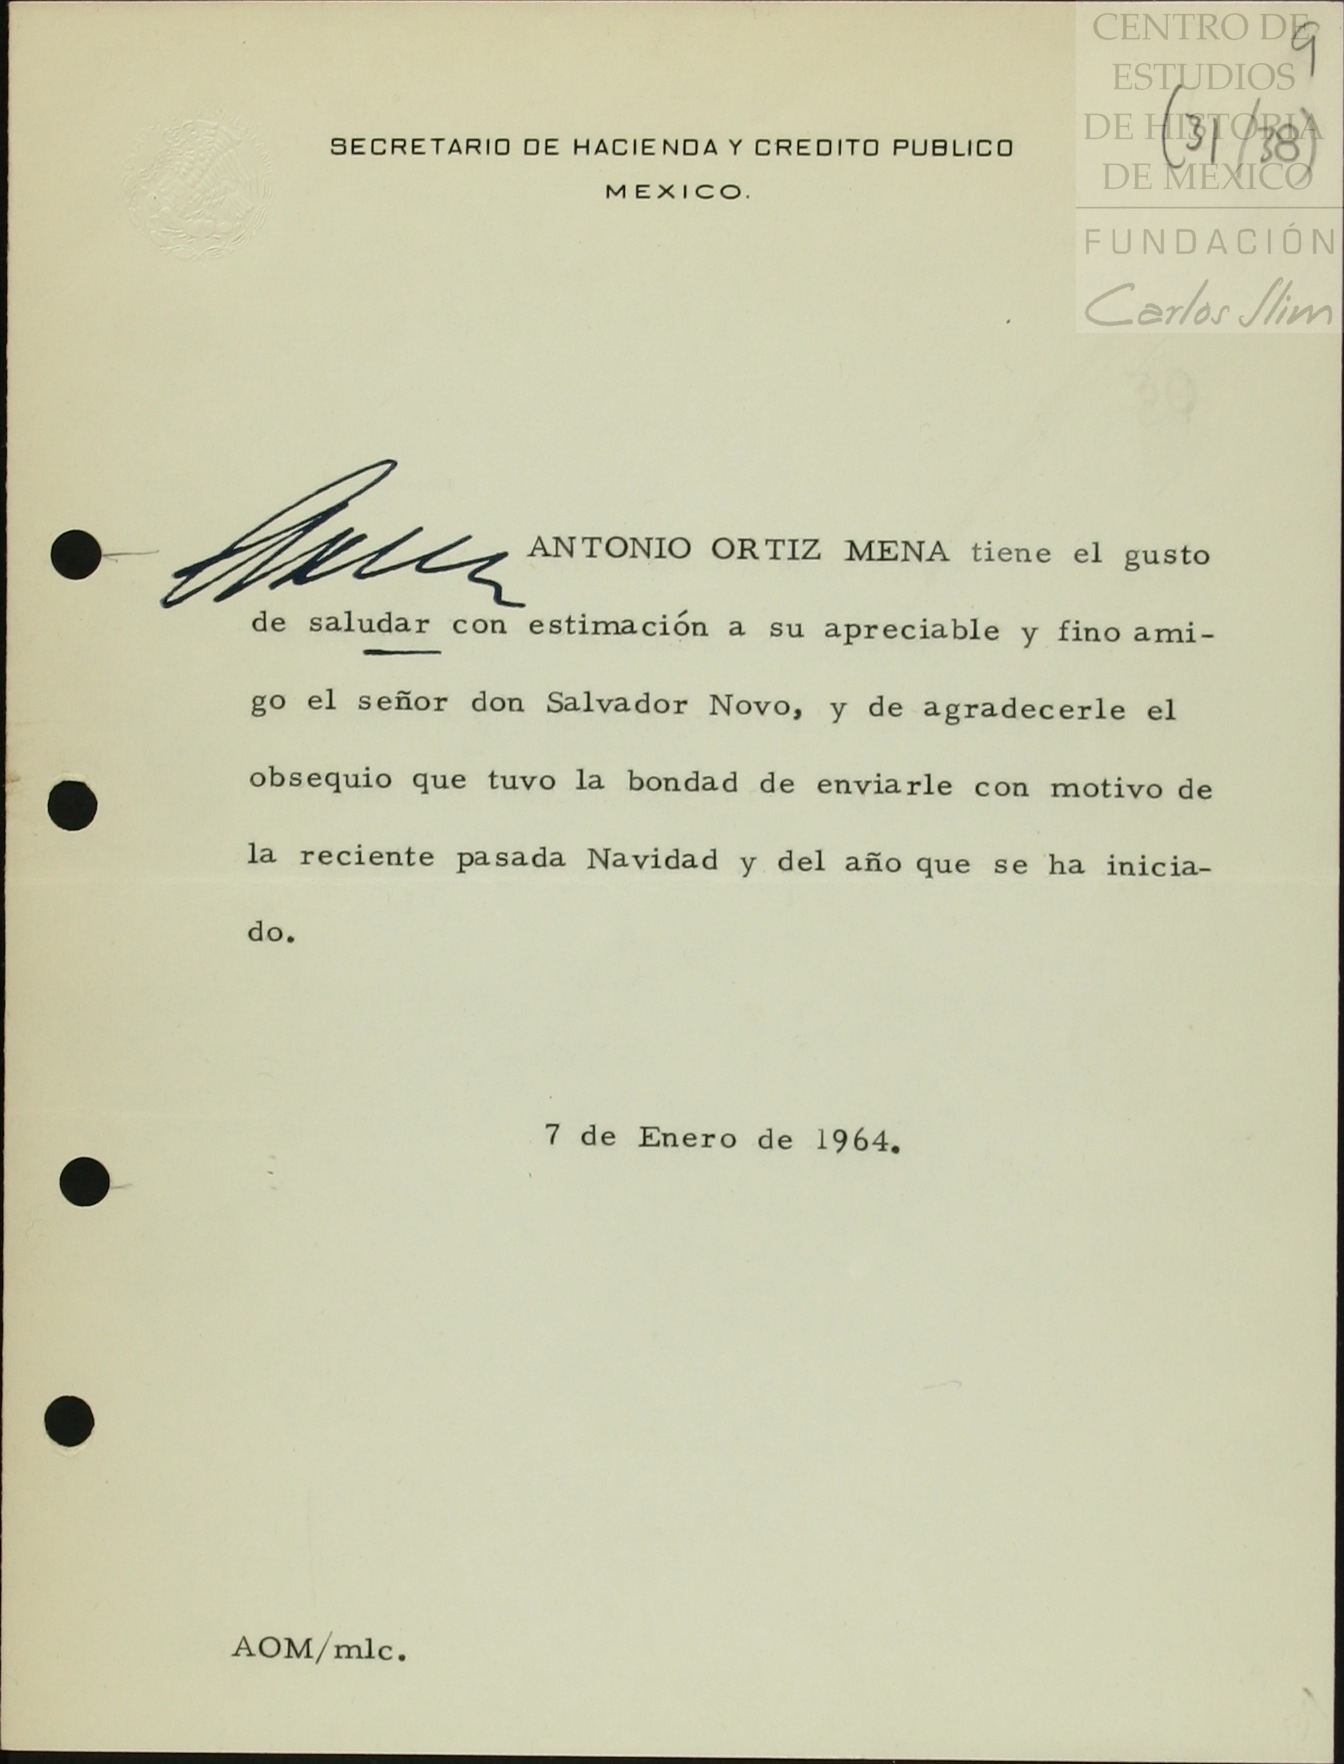 CENTRO DE
ESTUDIOS
DE HISTORIA
DE MEXICO
FUNDACIÓN
Carlos Slim
9
(31/38)
SECRETARIO DE HACIENDA Y CREDITO PUBLICO
MEXICO.
ANTONIO ORTIZ MENA tiene el gusto
de saludar con estimación a su apreciable y fino ami-
go el señor don Salvador Novo, y de agradecerle el
obsequio que tuvo la bondad de enviarle con motivo de
la reciente pasada Navidad y del año que se ha inicia-
do.
7 de Enero de 1964.
AOM/mlc.